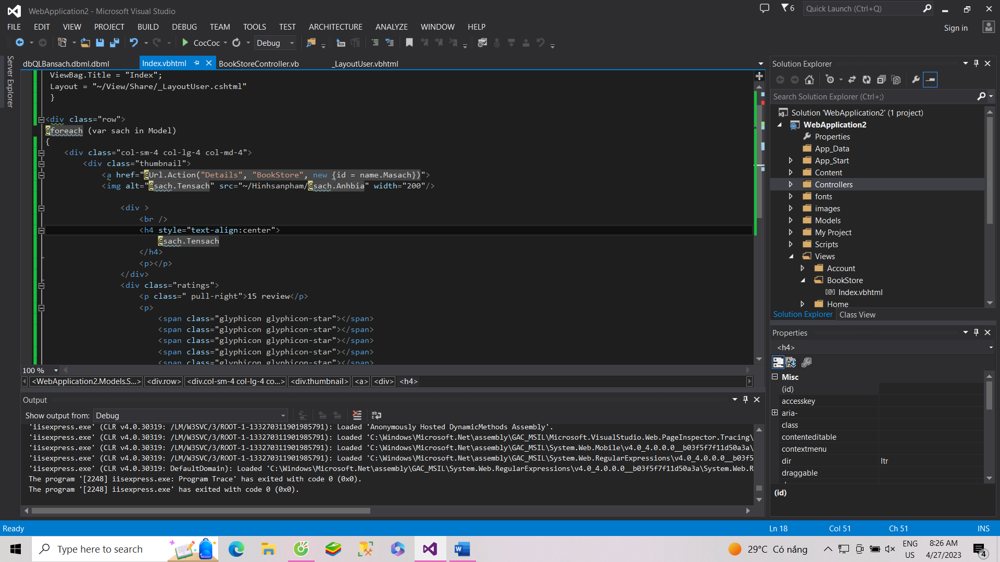 WebApplication2 - Microsoft Visual Studio
6
Quick Launch (Ctrl+Q)
FILE EDIT VIEW PROJECT BUILD DEBUG TEAM TOOLS TEST ARCHITECTURE ANALYZE WINDOW HELP
Sign in
CocCoc
Debug
Server Explorer
dbQLBansach.dbml.dbml
Index.vbhtml
BookStoreController.vb
_LayoutUser.vbhtml
ViewBag.Title = "Index";
Layout = "~/View/Share/_LayoutUser.cshtml"
}
<div class="row">
@foreach (var sach in Model)
{
<div class="col-sm-4 col-lg-4 col-md-4">
<div class="thumbnail">
<a href="@Url.Action("Details", "BookStore", new {id = name.Masach})">
<img alt="@sach.Tensach" src="~/Hinhsanpham/@sach.Anhbia" width="200"/>
<div >
<br />
<h4 style="text-align:center">
@sach.Tensach
</h4>
<p></p>
</div>
<div class="ratings">
<p class=" pull-right">15 review</p>
<p>
<span class="glyphicon glyphicon-star"></span>
<span class="glyphicon glyphicon-star"></span>
<span class="glyphicon glyphicon-star"></span>
<span class="glyphicon glyphicon-star"></span>
<span class="glyphicon glyphicon-star"></span>
100 %
<WebApplication2.Models.S...> <div.row> <div.col-sm-4 col-lg-4 co...> <div.thumbnail> <a> <div> <h4>
Output
Show output from: Debug
'iisexpress.exe' (CLR v4.0.30319: /LM/W3SVC/3/ROOT-1-133270311901985791): Loaded 'Anonymously Hosted DynamicMethods Assembly'.
'iisexpress.exe' (CLR v4.0.30319: /LM/W3SVC/3/ROOT-1-133270311901985791): Loaded 'C:\Windows\Microsoft.Net\assembly\GAC_MSIL\Microsoft.VisualStudio.Web.PageInspector.Tracing\
'iisexpress.exe' (CLR v4.0.30319: /LM/W3SVC/3/ROOT-1-133270311901985791): Loaded 'C:\Windows\Microsoft.Net\assembly\GAC_MSIL\System.Web.Mobile\v4.0_4.0.0.0__b03f5f7f11d50a3a\
'iisexpress.exe' (CLR v4.0.30319: /LM/W3SVC/3/ROOT-1-133270311901985791): Loaded 'C:\Windows\Microsoft.Net\assembly\GAC_MSIL\System.Web.RegularExpressions\v4.0_4.0.0.0__b03f5
'iisexpress.exe' (CLR v4.0.30319: DefaultDomain): Loaded 'C:\Windows\Microsoft.Net\assembly\GAC_MSIL\System.Web.RegularExpressions\v4.0_4.0.0.0__b03f5f7f11d50a3a\System.Web.R
The program '[2248] iisexpress.exe: Program Trace' has exited with code 0 (0x0).
The program '[2248] iisexpress.exe' has exited with code 0 (0x0).
Solution Explorer
Search Solution Explorer (Ctrl+;)
Solution 'WebApplication2' (1 project)
WebApplication2
Properties
App_Data
App_Start
Content
Controllers
fonts
images
Models
My Project
Scripts
Views
Account
BookStore
Index.vbhtml
Home
Solution Explorer
Class View
Properties
<h4>
Misc
(id)
accesskey
aria-
class
contenteditable
contextmenu
dir ltr
draggable
(id)
Ready
Ln 18
Col 51
Ch 51
INS
Type here to search
29°C Có nắng
ENG
US
8:26 AM
4/27/2023
4